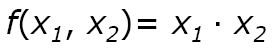 f(x₁, x₂)= x₁ · x₂